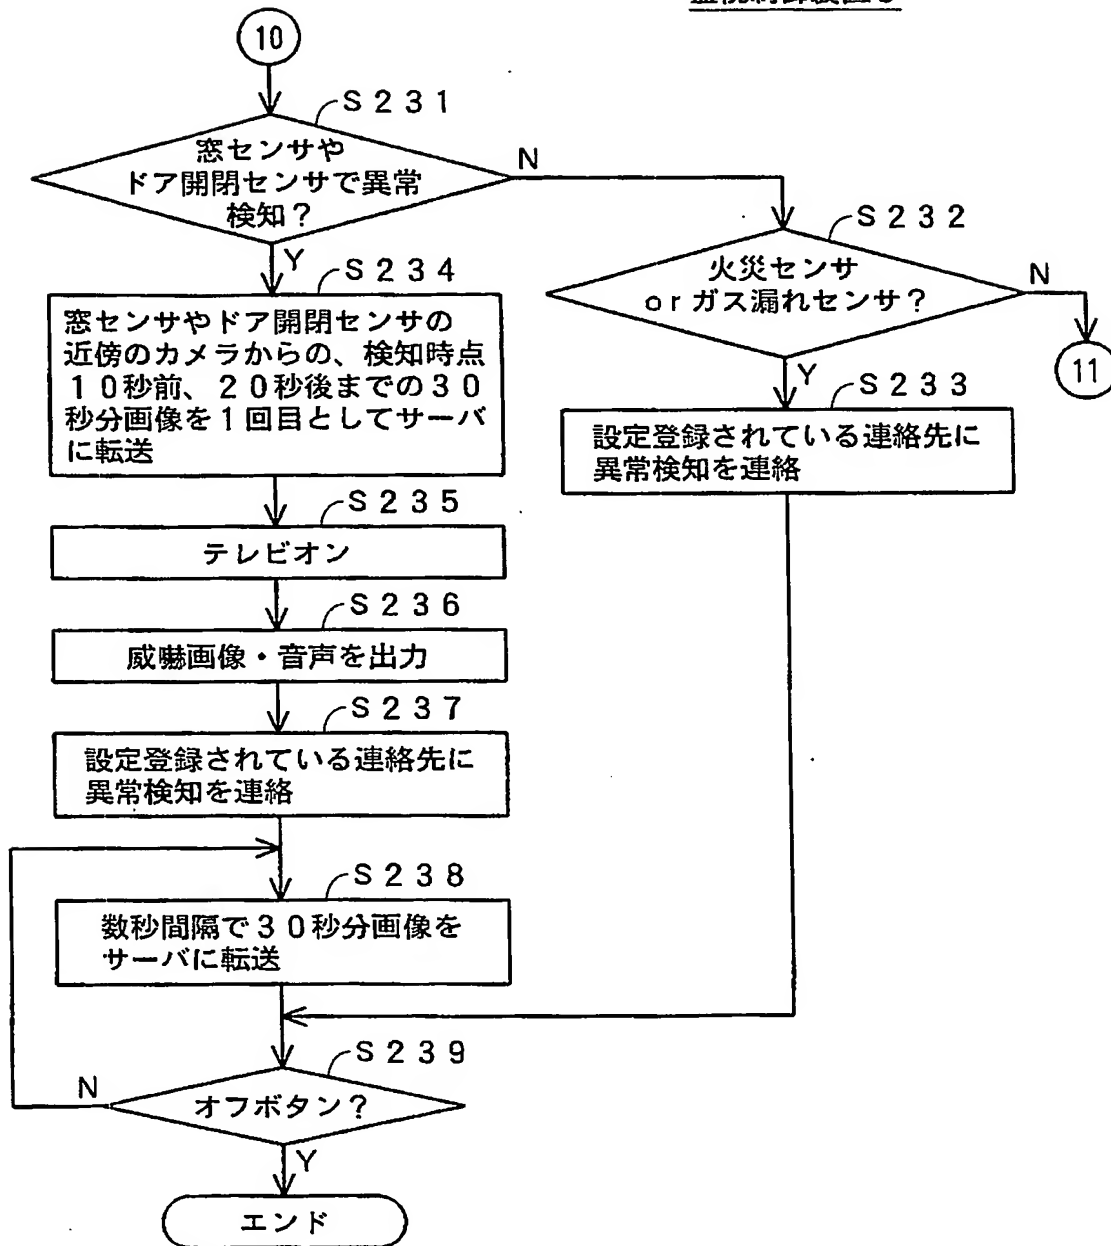 10
S231
窓センサや
ドア開閉センサで異常
検知?
N
Y
S232
火災センサ
orガス漏れセンサ?
N
11
Y
S233
設定登録されている連絡先に
異常検知を連絡
S234
窓センサやドア開閉センサの
近傍のカメラからの、検知時点
10秒前、20秒後までの30
秒分画像を1回目としてサーバ
に転送
S235
テレビオン
S236
威嚇画像・音声を出力
S237
設定登録されている連絡先に
異常検知を連絡
S238
数秒間隔で30秒分画像を
サーバに転送
S239
オフボタン?
N
Y
エンド